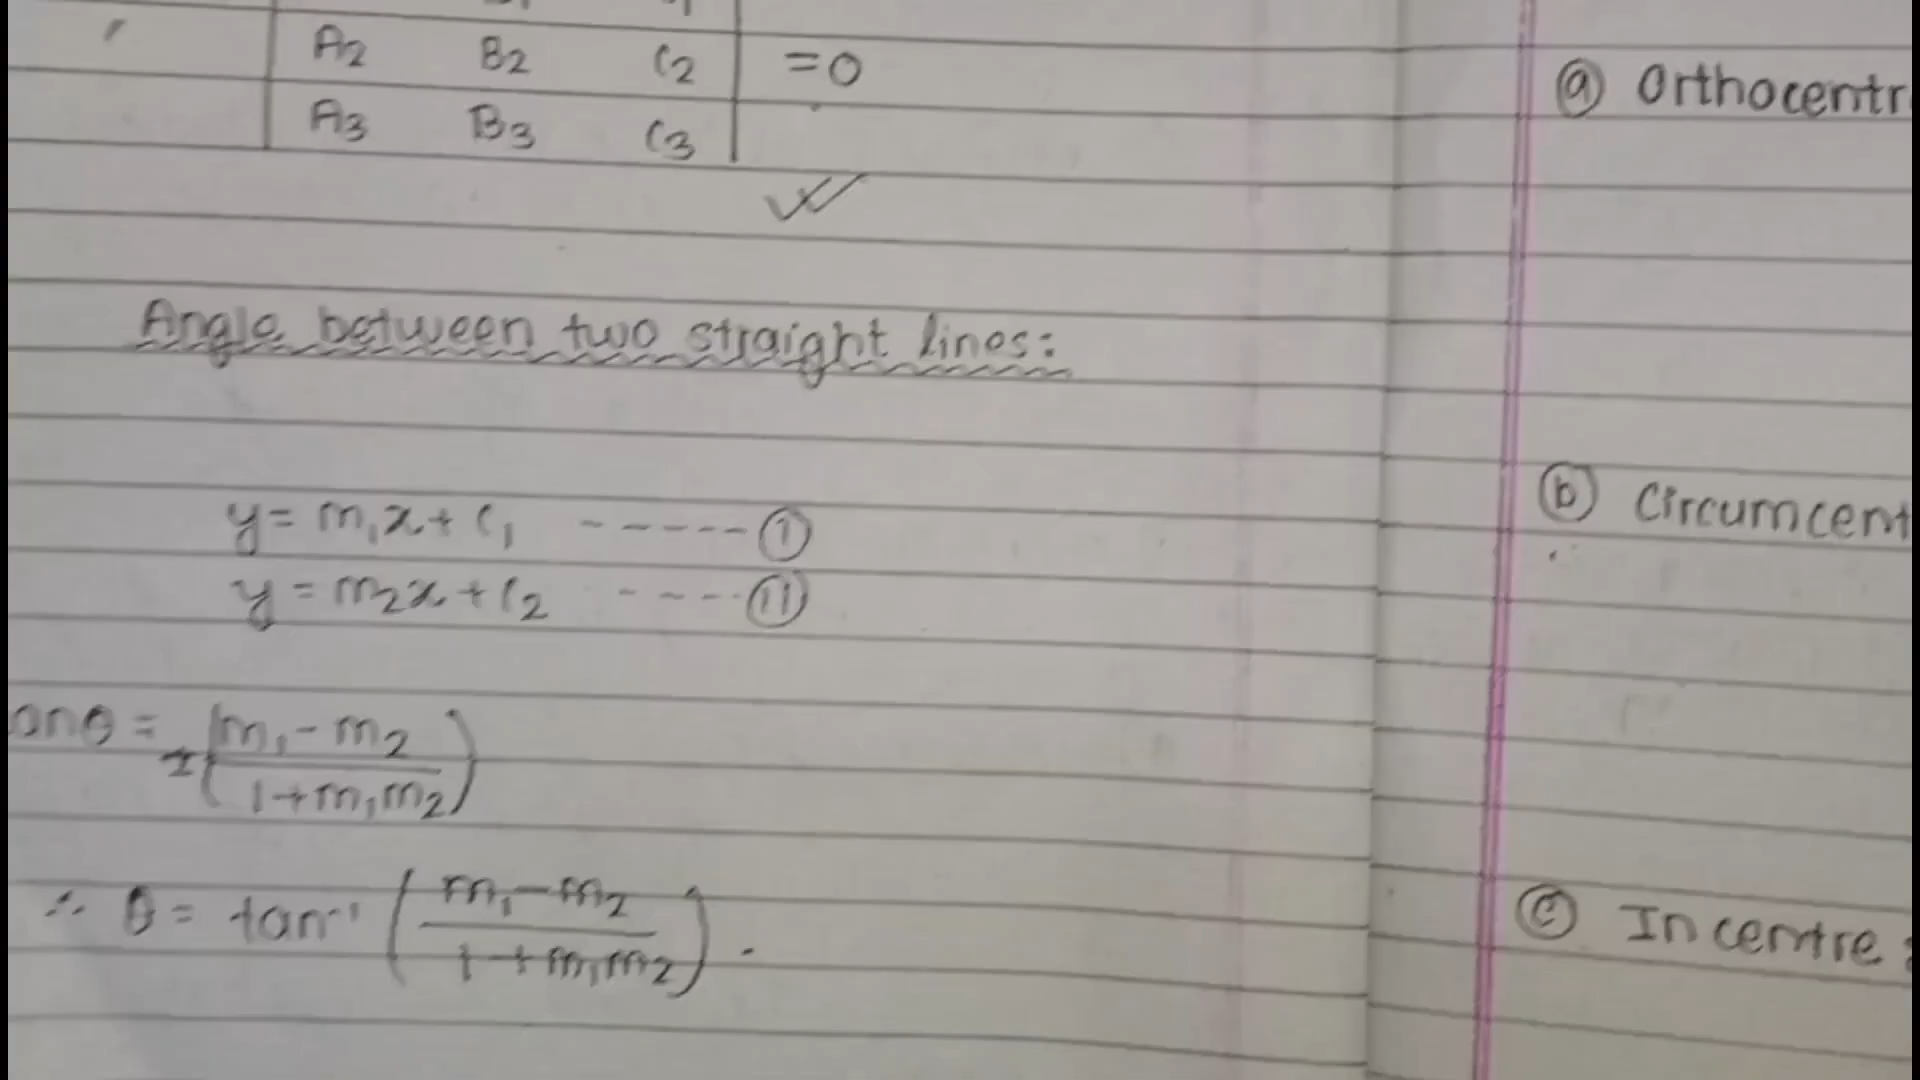 A2 B2 C2 =0
A3 B3 C3
Angle between two straight lines:
y = m₁x + c₁ ----- (I)
y = m2x + c2 ---- (II)
anθ = ±(m₁ - m2 / 1 + m₁m2)
∴ θ = tan⁻¹ (m₁ - m2 / 1 + m₁m2).
(a) Orthocentr
(b) Circumcent
(c) In centre :